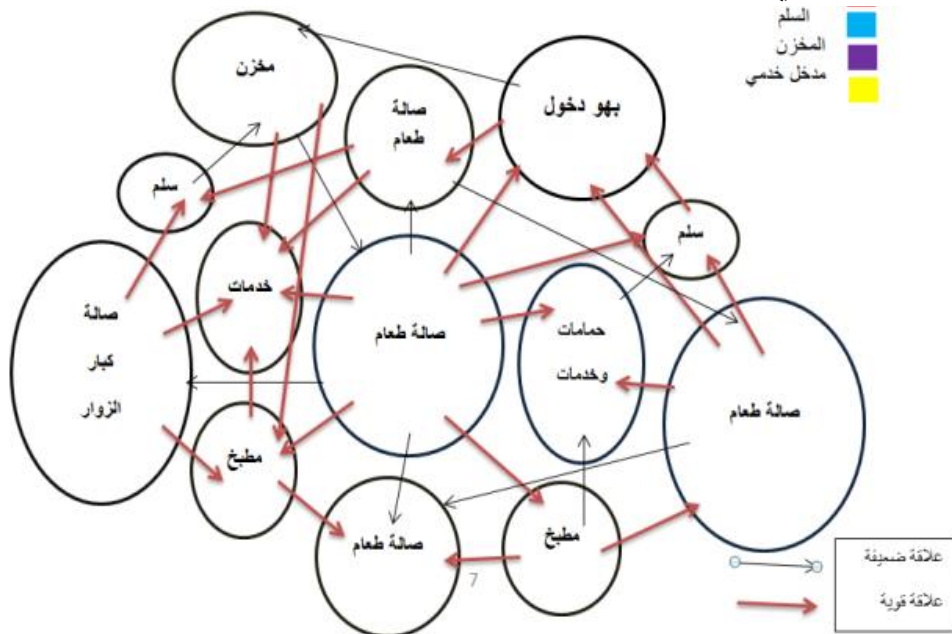 السلم
المخزن
مدخل خدمي
مخزن
صالة
طعام
بهو دخول
سلم
سلم
خدمات
صالة
كبار
الزوار
صالة طعام
حمامات
وخدمات
صالة طعام
مطبخ
صالة طعام
مطبخ
7
علاقة ضعيفة
علاقة قوية